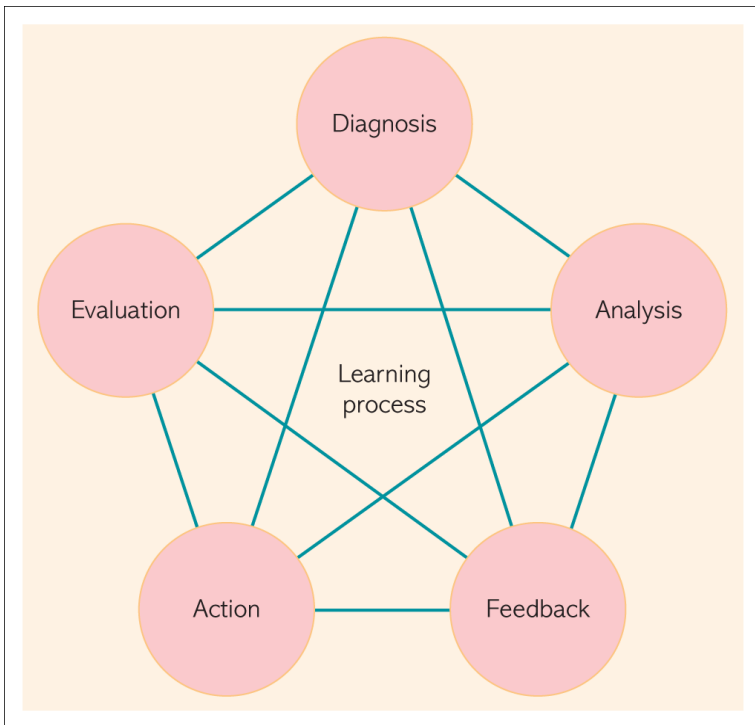 Diagnosis
Evaluation
Analysis
Learning
process
Action
Feedback